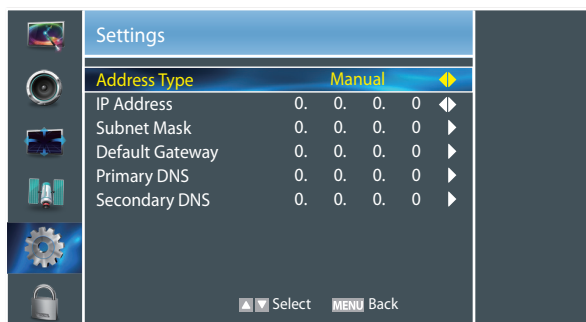 Settings
Address Type Manual
IP Address 0. 0. 0. 0
Subnet Mask 0. 0. 0. 0
Default Gateway 0. 0. 0. 0
Primary DNS 0. 0. 0. 0
Secondary DNS 0. 0. 0. 0
Select MENU Back